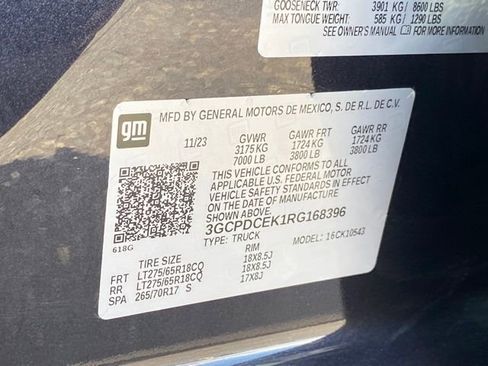 GOOSENECK TWR: 3901 KG/ 8600 LBS
MAX TONGUE WEIGHT: 585 KG/ 1290 LBS
SEE OWNER'S MANUAL FOR MORE INFORMATION
gm
MFD BY GENERAL MOTORS DE MEXICO, S. DE R.L. DE C.V.
11/23 GVWR GAWR FRT GAWR RR
3175 KG 1724 KG 1724 KG
7000 LB 3800 LB 3800 LB
THIS VEHICLE CONFORMS TO ALL
APPLICABLE U.S. FEDERAL MOTOR
VEHICLE SAFETY STANDARDS IN EFFECT
ON THE DATE OF MANUFACTURE
SHOWN ABOVE.
3GCPDCEK1RG168396
618G
TYPE: TRUCK MODEL: 16CK10543
TIRE SIZE RIM
FRT LT275/65R18CQ 18X8.5J
RR LT275/65R18CQ 18X8.5J
SPA 265/70R17 S 17X8J